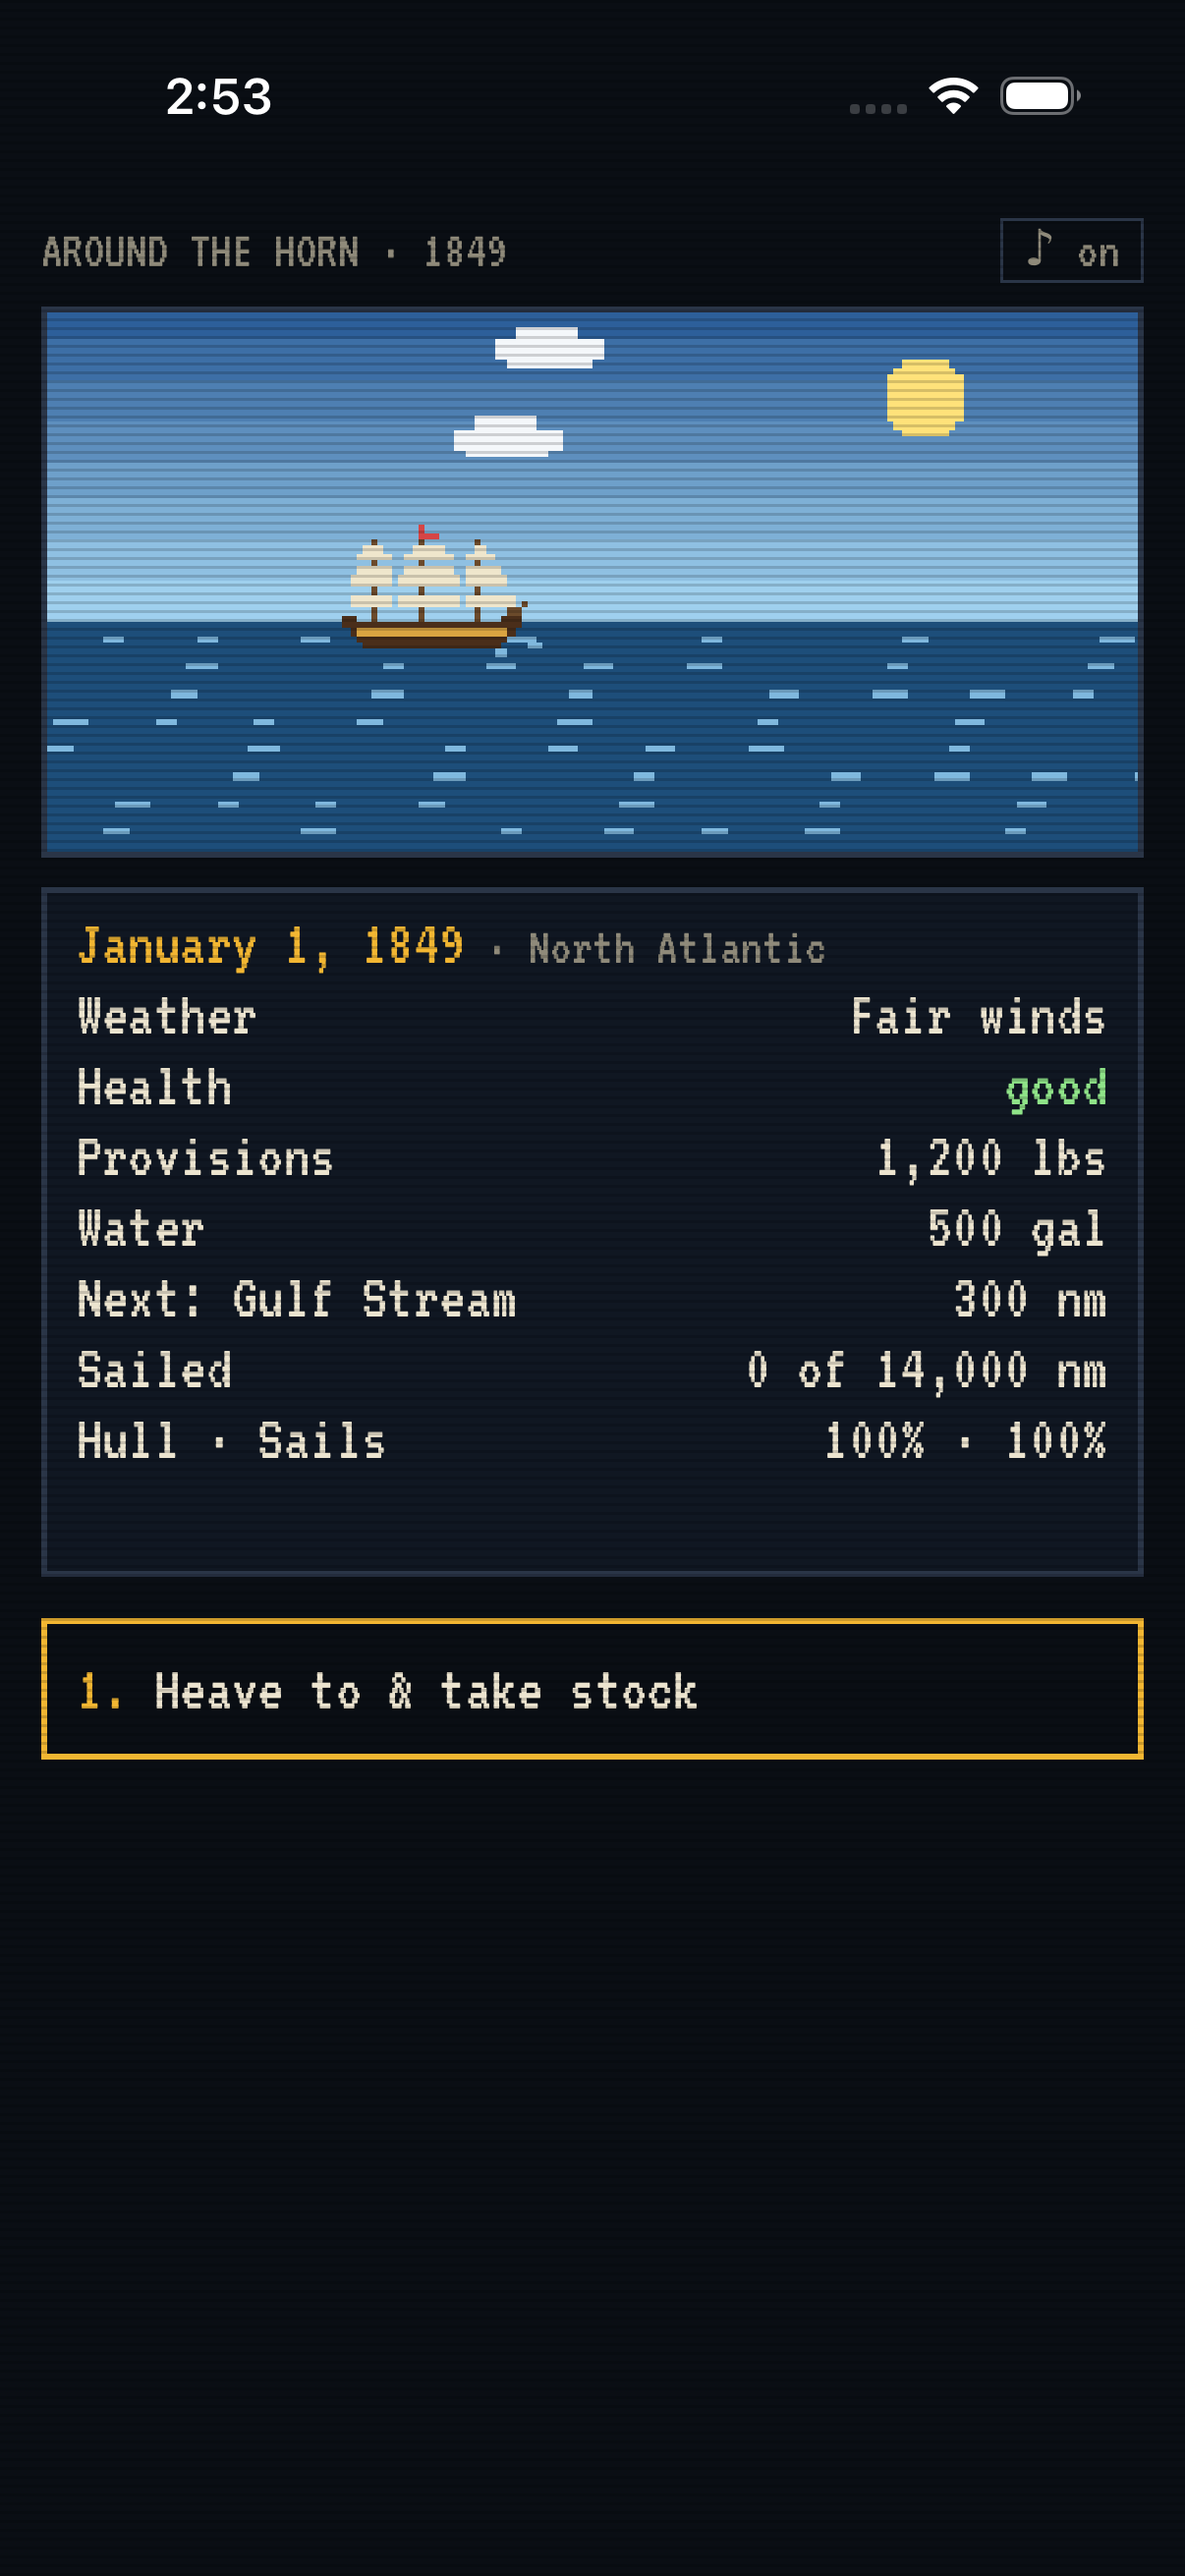 2:53
AROUND THE HORN · 1849
♪ on
January 1, 1849 · North Atlantic
Weather Fair winds
Health good
Provisions 1,200 lbs
Water 500 gal
Next: Gulf Stream 300 nm
Sailed 0 of 14,000 nm
Hull · Sails 100% · 100%
1. Heave to & take stock